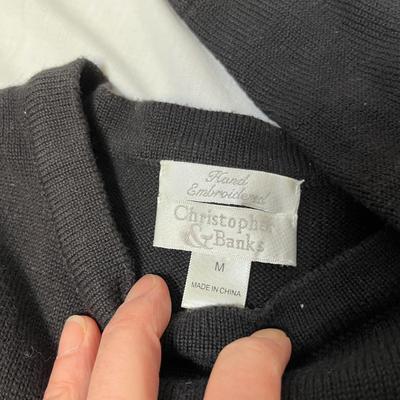 Hand
Embroidered
Christopher
& Banks
M
MADE IN CHINA